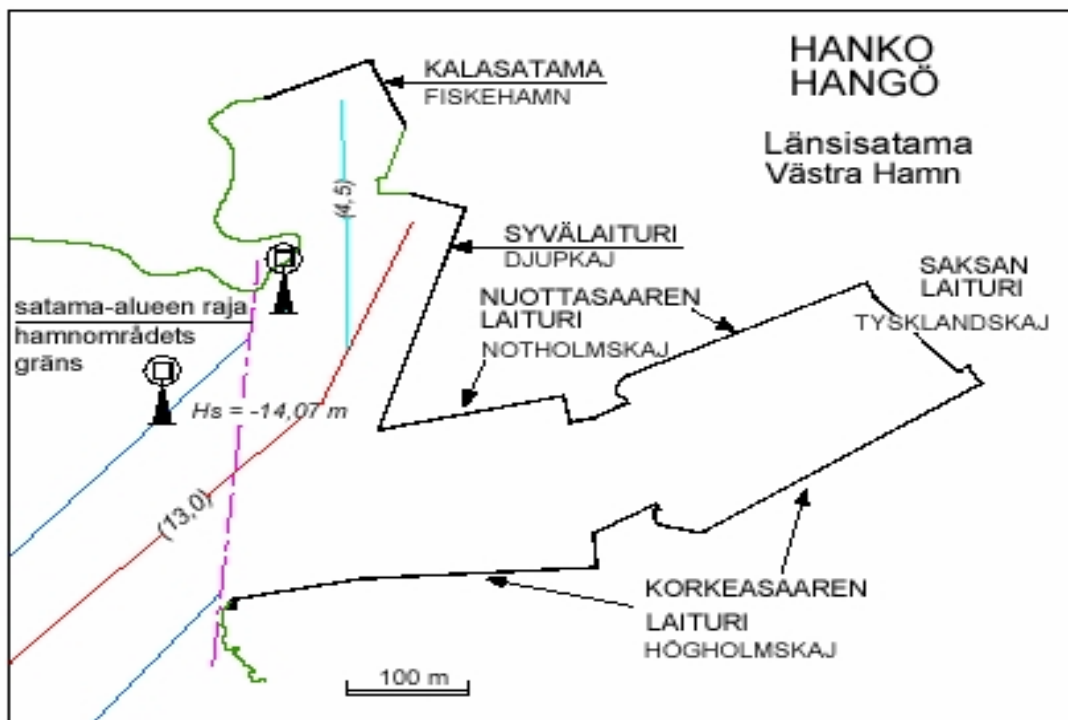 HANKO
HANGÖ
Länsisatama
Västra Hamn
KALASATAMA
FISKEHAMN
(4,5)
SYVÄLAITURI
DJUPKAJ
SAKSAN
LAITURI
TYSKLANDSKAJ
NUOTTASAAREN
LAITURI
NOTHOLMSKAJ
satama-alueen raja
hamnområdets
gräns
Hs = -14,07 m
(13,0)
KORKEASAAREN
LAITURI
HÖGHOLMSKAJ
100 m